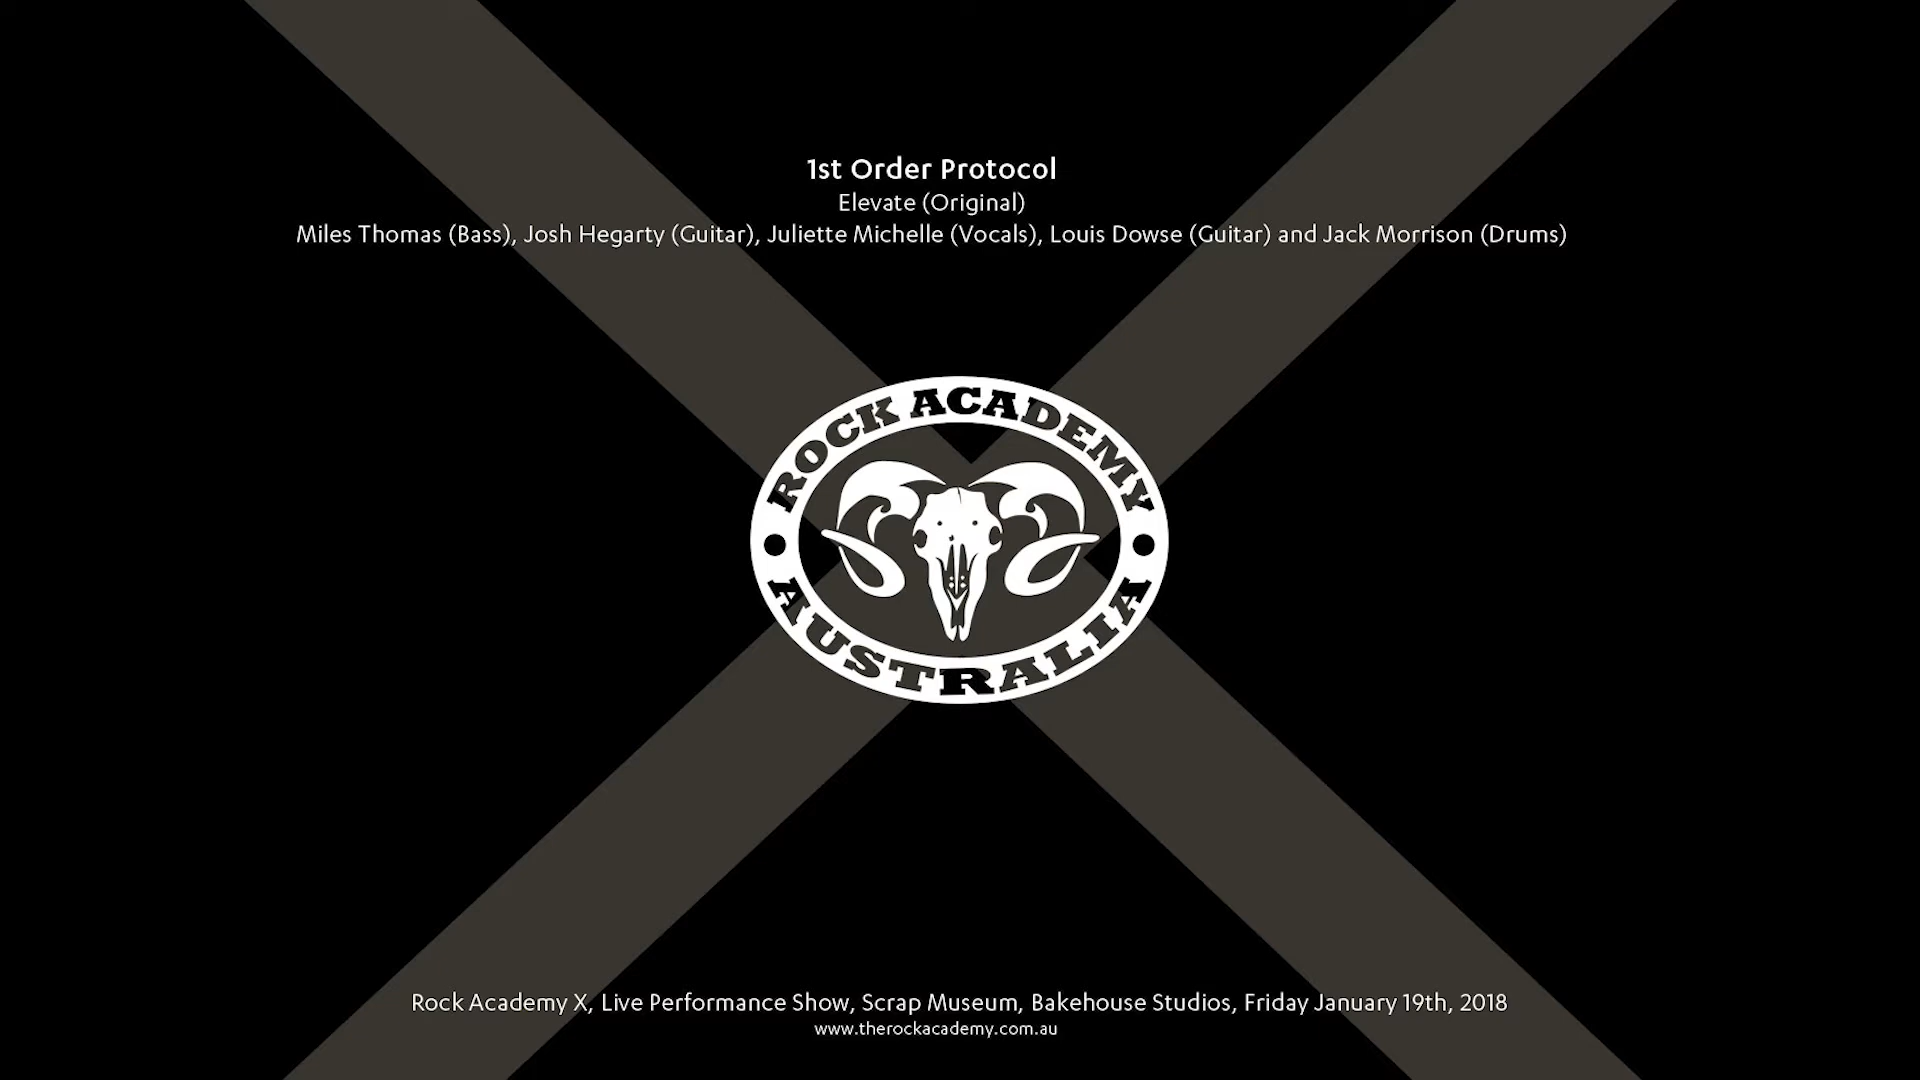 1st Order Protocol
Elevate (Original)
Miles Thomas (Bass), Josh Hegarty (Guitar), Juliette Michelle (Vocals), Louis Dowse (Guitar) and Jack Morrison (Drums)
ROCK ACADEMY
AUSTRALIA
Rock Academy X, Live Performance Show, Scrap Museum, Bakehouse Studios, Friday January 19th, 2018
www.therockacademy.com.au